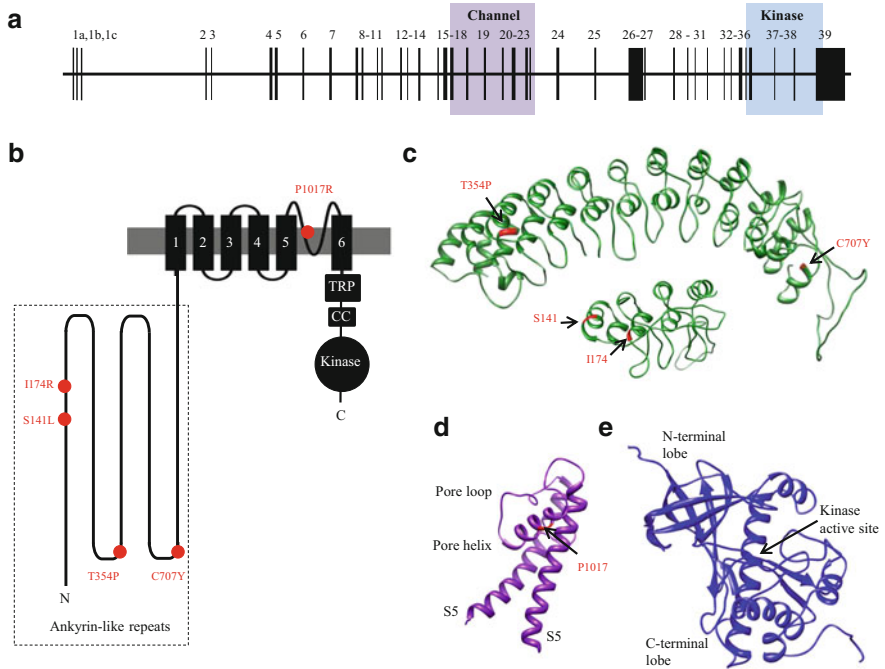 a
Channel
Kinase
1a,1b,1c
2 3
4 5
6
7
8-11
12-14
15-18
19
20-23
24
25
26-27
28 - 31
32-36
37-38
39
b
P1017R
1
2
3
4
5
6
TRP
CC
Kinase
C
I174R
S141L
T354P
C707Y
N
Ankyrin-like repeats
c
T354P
C707Y
S141
I174
d
Pore loop
Pore helix
P1017
S5
S5
e
N-terminal
lobe
Kinase
active site
C-terminal
lobe